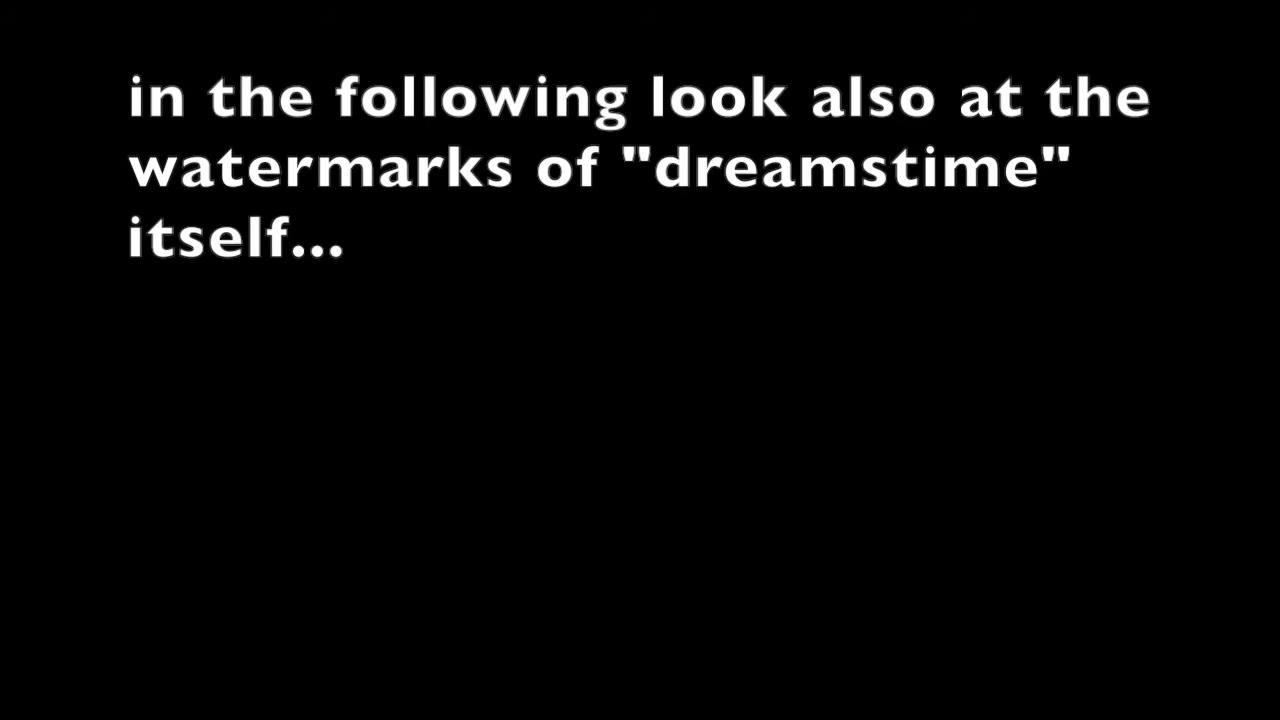 in the following look also at the
watermarks of "dreamstime"
itself...